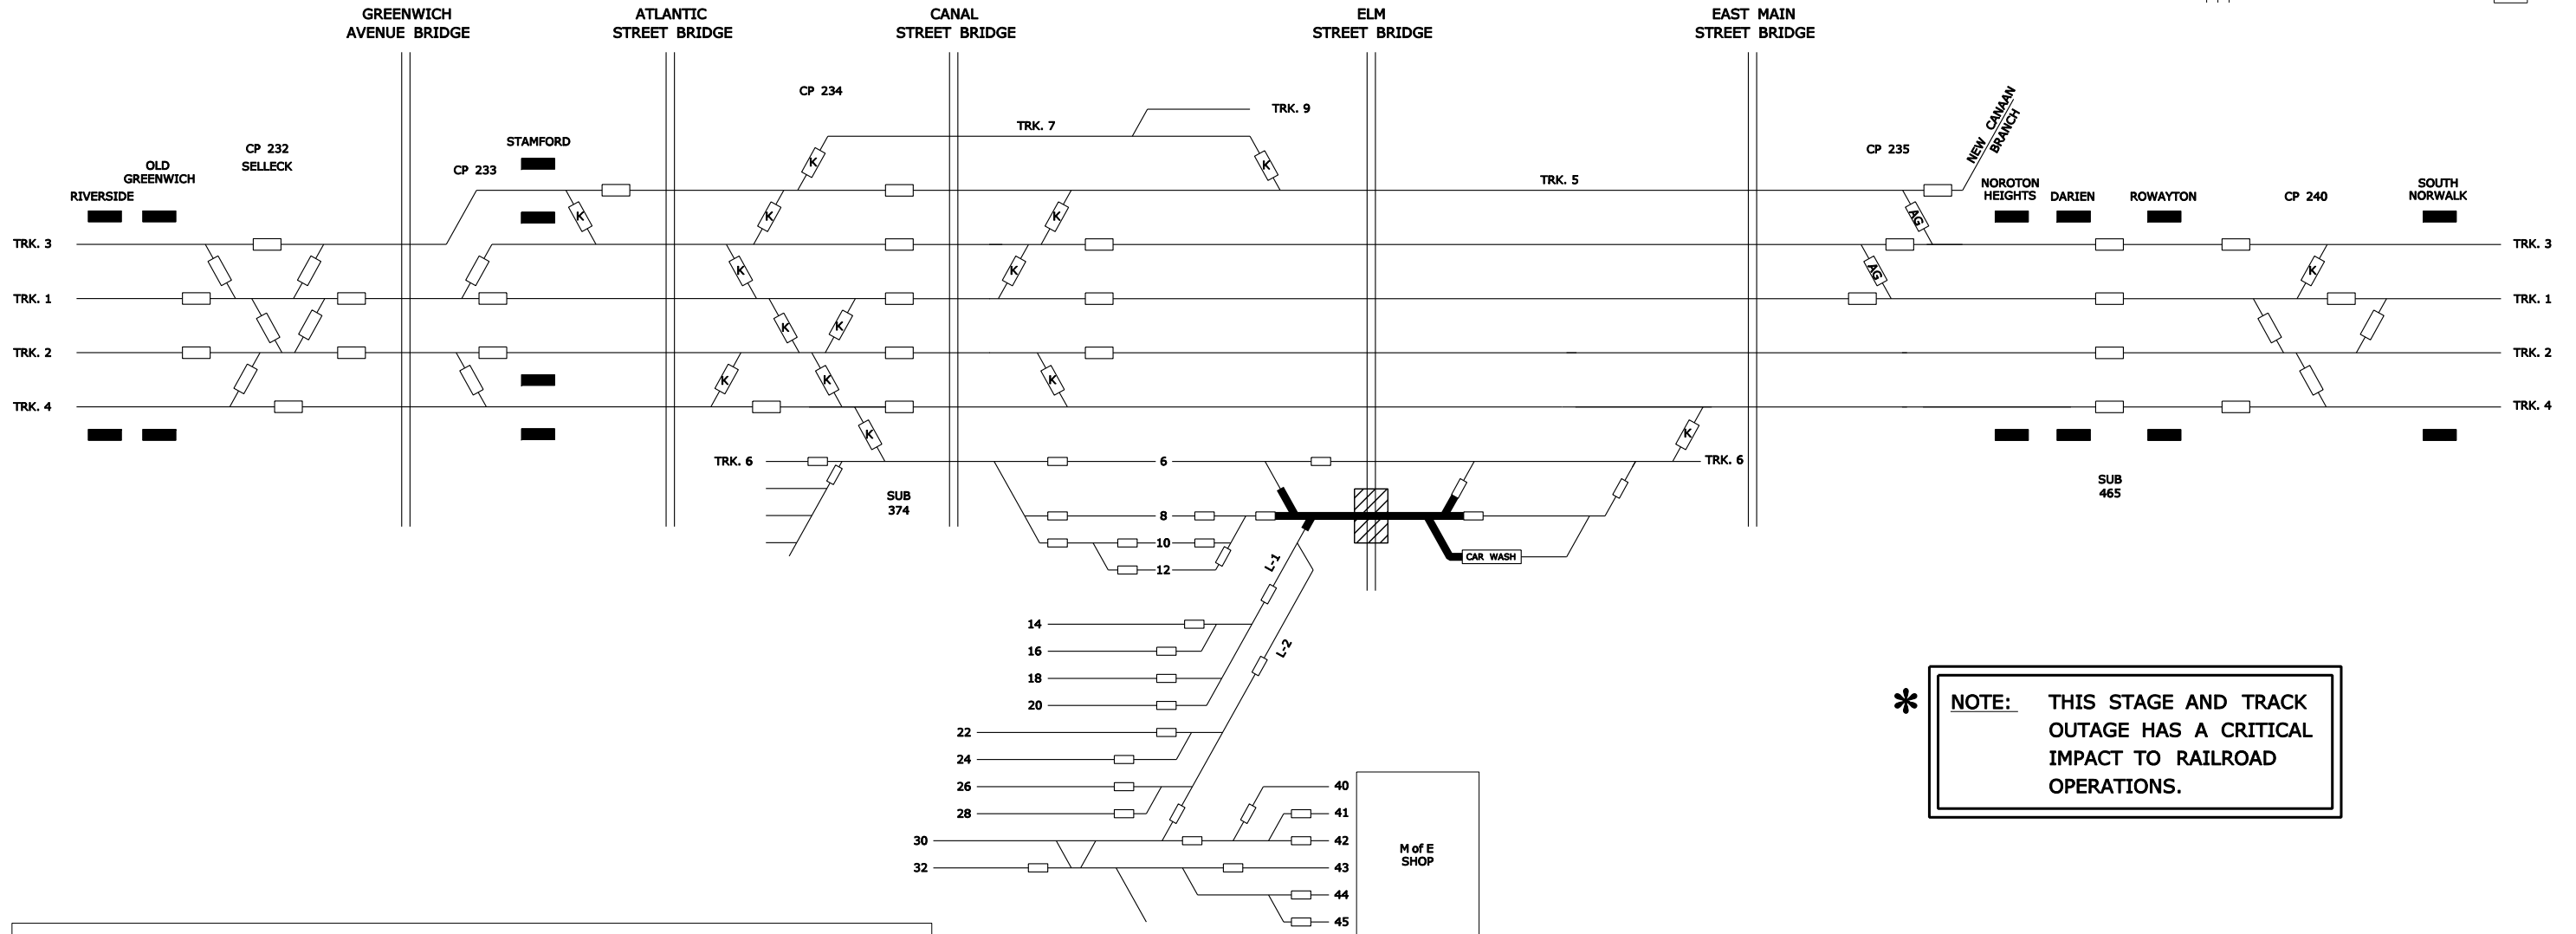 GREENWICH
AVENUE BRIDGE
ATLANTIC
STREET BRIDGE
CANAL
STREET BRIDGE
ELM
STREET BRIDGE
EAST MAIN
STREET BRIDGE
CP 234
TRK. 9
TRK. 7
STAMFORD
CP 232
SELLECK
CP 233
OLD
GREENWICH
RIVERSIDE
K
K
TRK. 5
CP 235
NEW CANAAN
BRANCH
NOROTON
HEIGHTS
DARIEN
ROWAYTON
CP 240
SOUTH
NORWALK
K
K
K
AG
TRK. 3
TRK. 3
K
K
AG
K
TRK. 1
TRK. 1
K
K
TRK. 2
TRK. 2
K
K
K
TRK. 4
TRK. 4
K
K
TRK. 6
6
TRK. 6
SUB
374
SUB
465
8
10
CAR WASH
12
L-1
14
16
L-2
18
20
22
24
26
28
30
32
40
41
42
43
44
45
M of E
SHOP
* NOTE: THIS STAGE AND TRACK
OUTAGE HAS A CRITICAL
IMPACT TO RAILROAD
OPERATIONS.